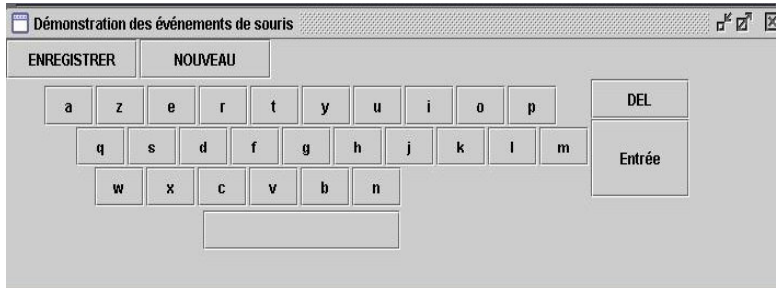 Démonstration des événements de souris
ENREGISTRER NOUVEAU
a z e r t y u i o p DEL
q s d f g h j k l m Entrée
w x c v b n